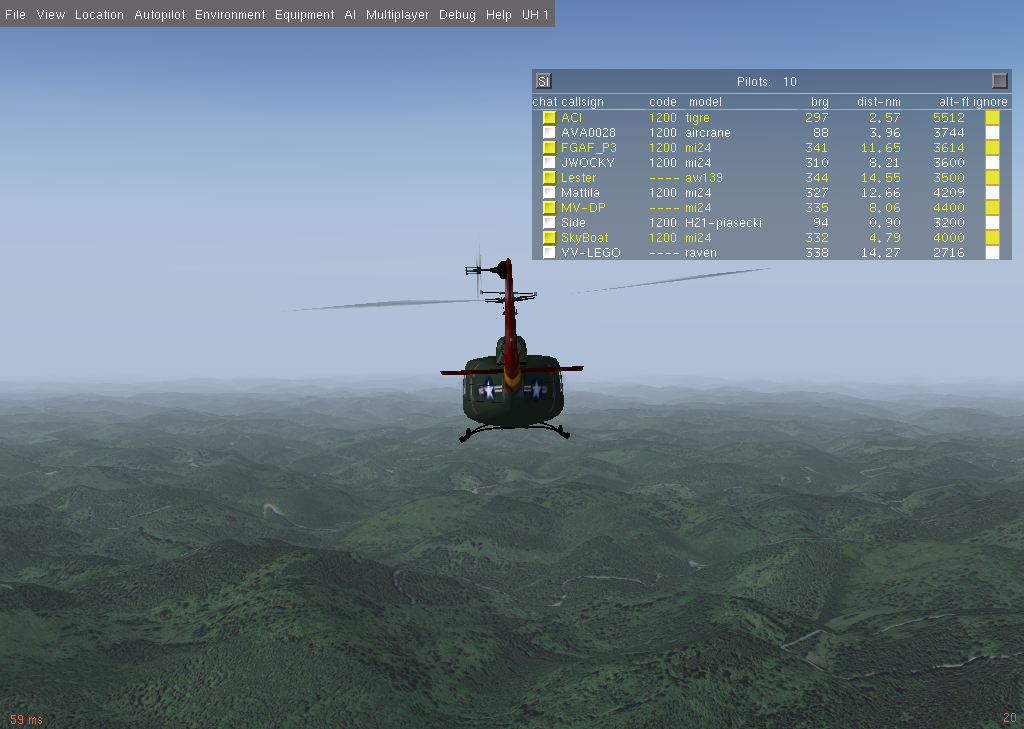 File View Location Autopilot Environment Equipment AI Multiplayer Debug Help UH 1
SI Pilots: 10
chat callsign code model brg dist-nm alt-ft ignore
ACI 1200 tigre 297 2.57 5512
AVA0028 1200 aircrane 88 3.96 3744
FGAF_P3 1200 mi24 341 11.65 3614
JWOCKY 1200 mi24 310 8.21 3600
Lester ---- aw139 344 14.55 3500
Mattila 1200 mi24 327 12.66 4209
MV-DP ---- mi24 335 8.06 4400
Side 1200 H21-piasecki 94 0.90 3200
SkyBoat 1200 mi24 332 4.79 4000
YV-LEGO ---- raven 338 14.27 2716
59 ms 20